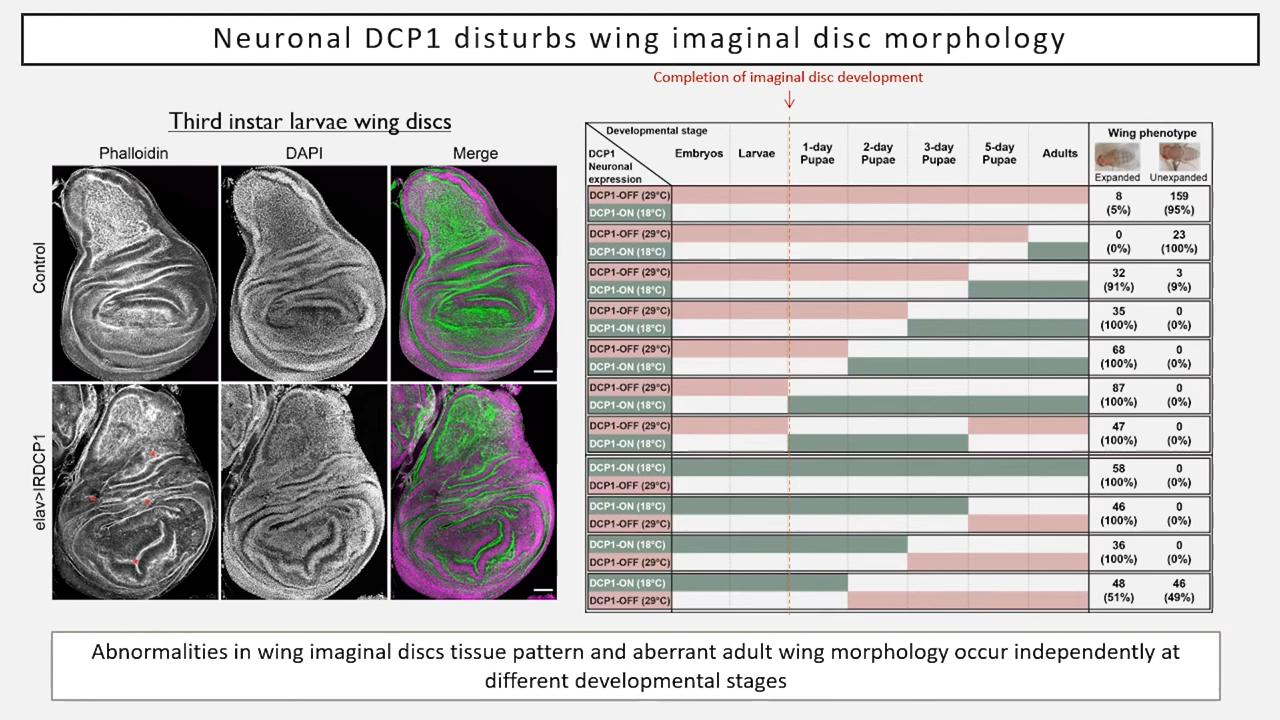 Neuronal DCP1 disturbs wing imaginal disc morphology
Completion of imaginal disc development
Third instar larvae wing discs
Phalloidin DAPI Merge
Control
elav>IRDCP1
Developmental stage
DCP1
Neuronal
expression
Embryos Larvae 1-day Pupae 2-day Pupae 3-day Pupae 5-day Pupae Adults
Wing phenotype
Expanded Unexpanded
DCP1-OFF (29°C) 8 159
DCP1-ON (18°C) (5%) (95%)
DCP1-OFF (29°C) 0 23
DCP1-ON (18°C) (0%) (100%)
DCP1-OFF (29°C) 32 3
DCP1-ON (18°C) (91%) (9%)
DCP1-OFF (29°C) 35 0
DCP1-ON (18°C) (100%) (0%)
DCP1-OFF (29°C) 68 0
DCP1-ON (18°C) (100%) (0%)
DCP1-OFF (29°C) 87 0
DCP1-ON (18°C) (100%) (0%)
DCP1-OFF (29°C) 47 0
DCP1-ON (18°C) (100%) (0%)
DCP1-ON (18°C) 58 0
DCP1-OFF (29°C) (100%) (0%)
DCP1-ON (18°C) 46 0
DCP1-OFF (29°C) (100%) (0%)
DCP1-ON (18°C) 36 0
DCP1-OFF (29°C) (100%) (0%)
DCP1-ON (18°C) 48 46
DCP1-OFF (29°C) (51%) (49%)
Abnormalities in wing imaginal discs tissue pattern and aberrant adult wing morphology occur independently at
different developmental stages